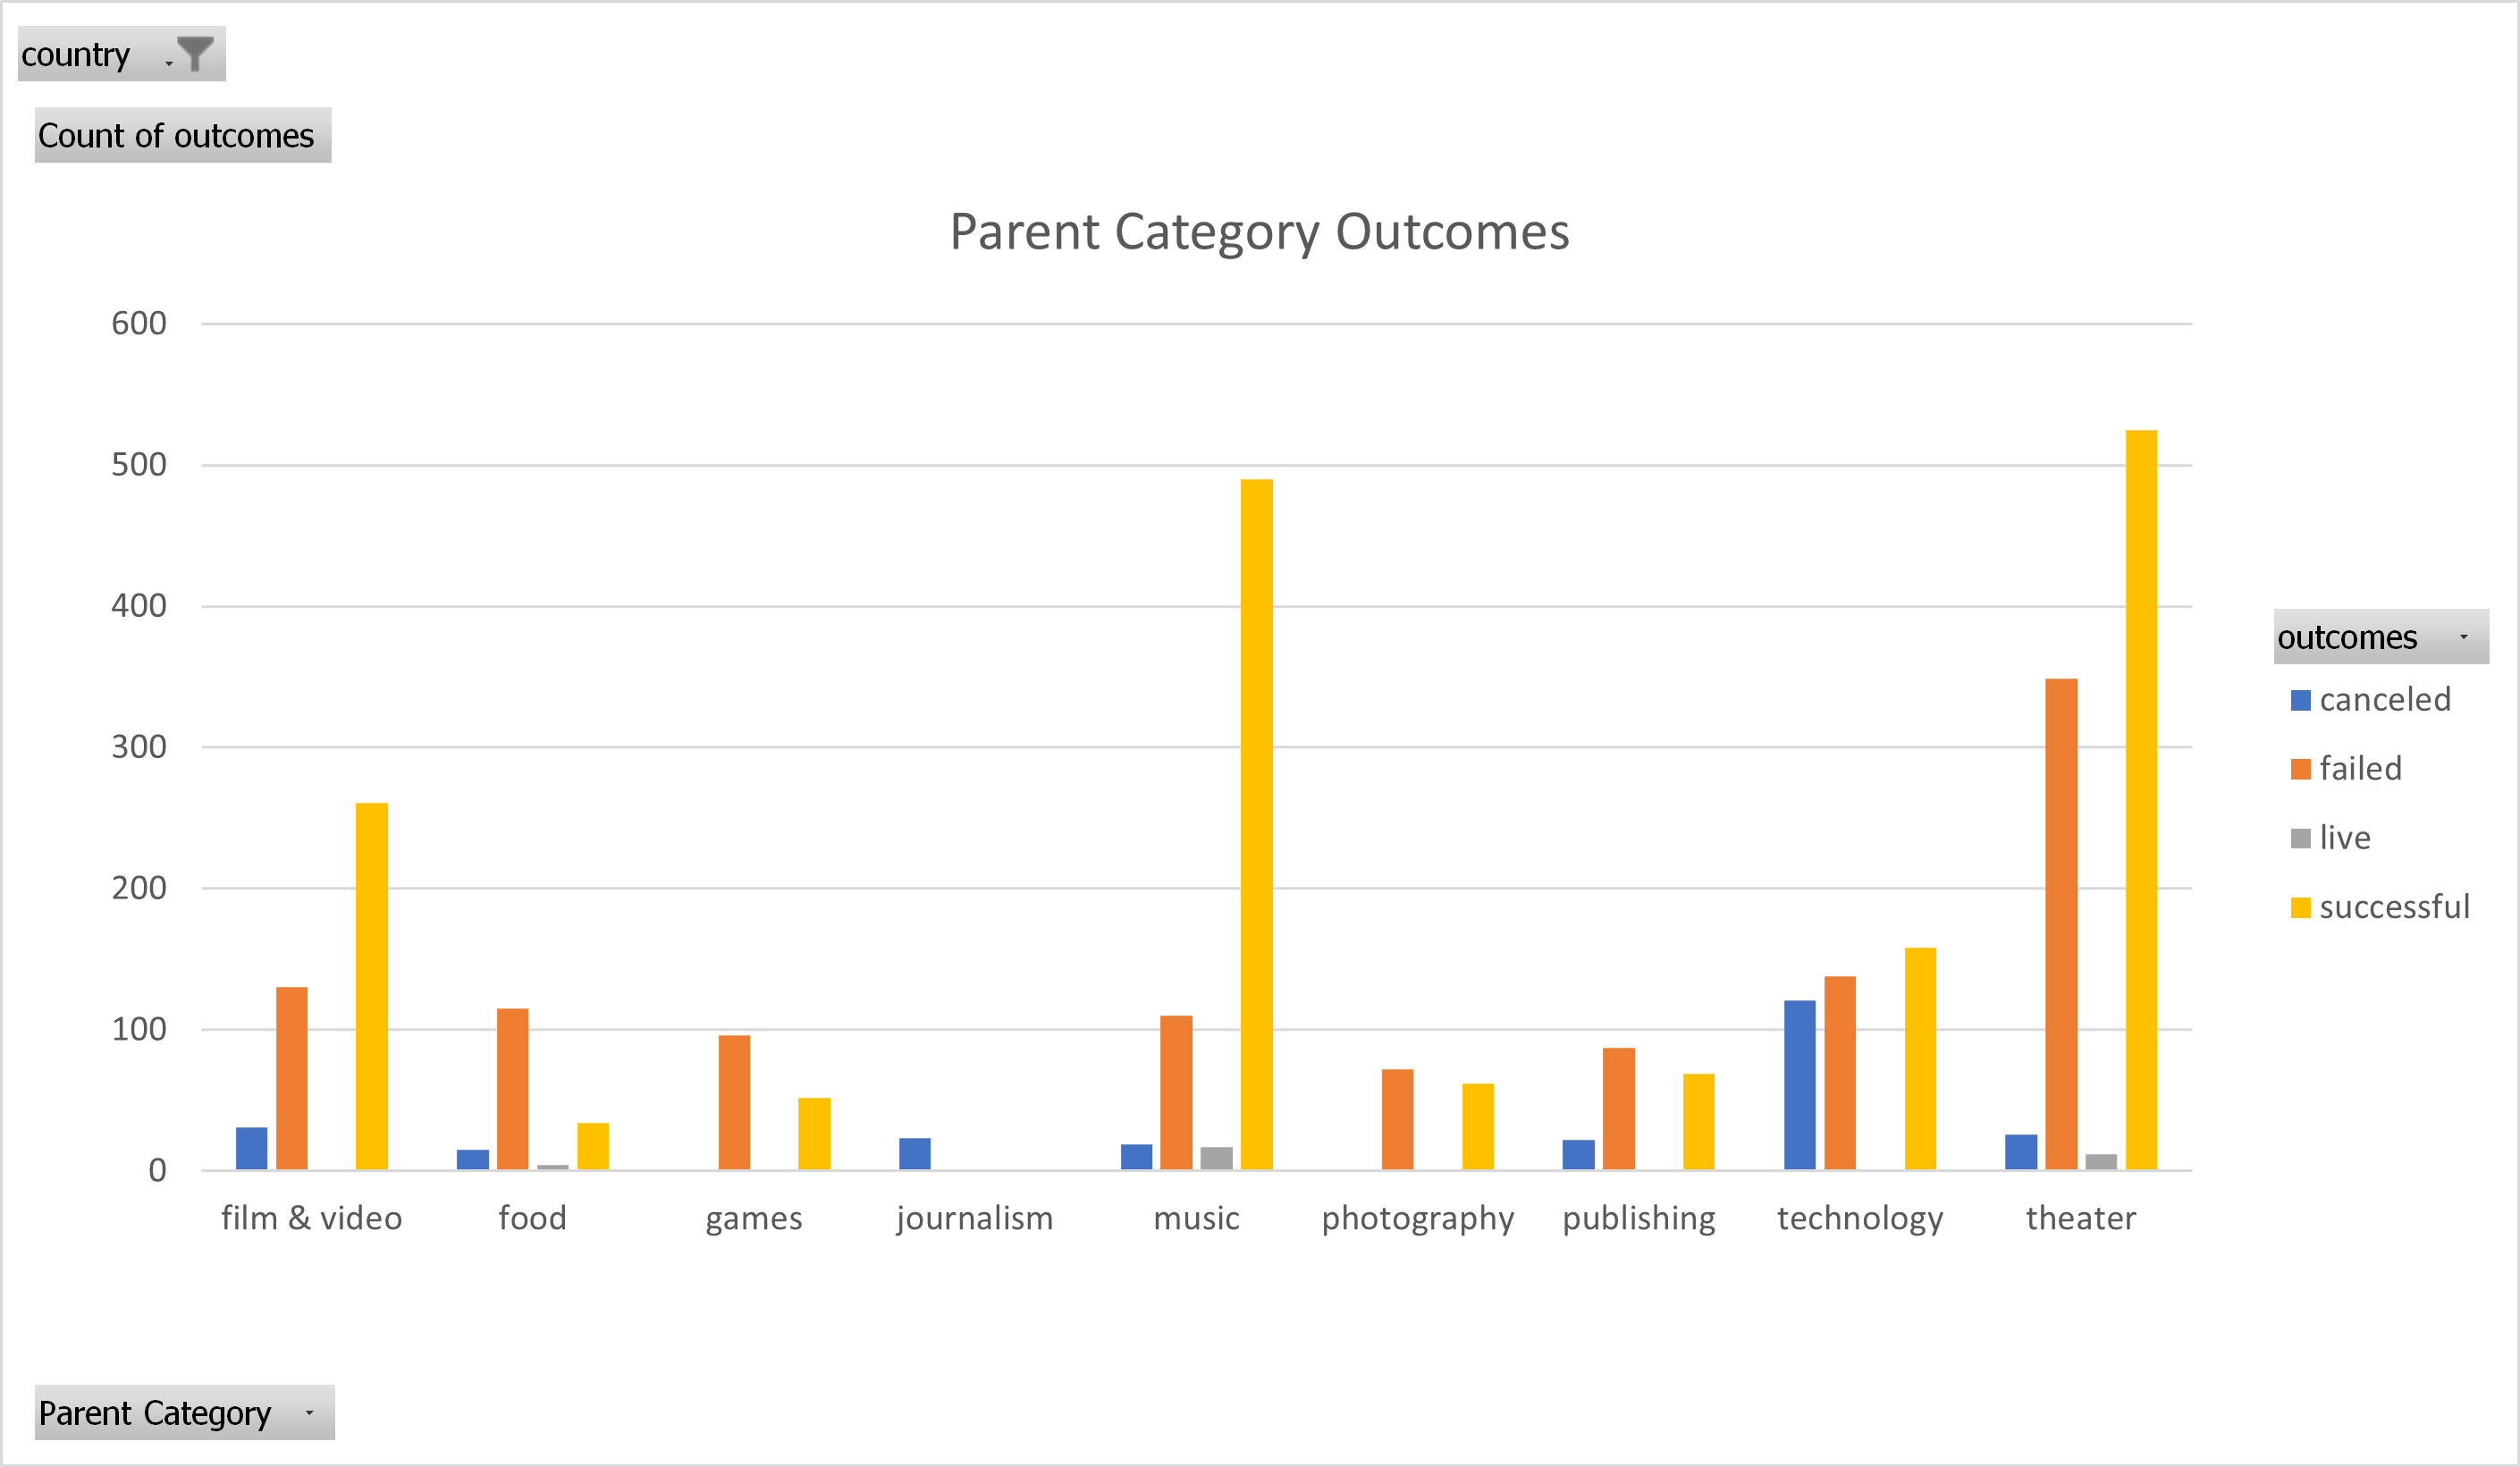 country
Count of outcomes
Parent Category Outcomes
600
500
400
300
200
100
0
film & video food games journalism music photography publishing technology theater
outcomes
canceled
failed
live
successful
Parent Category